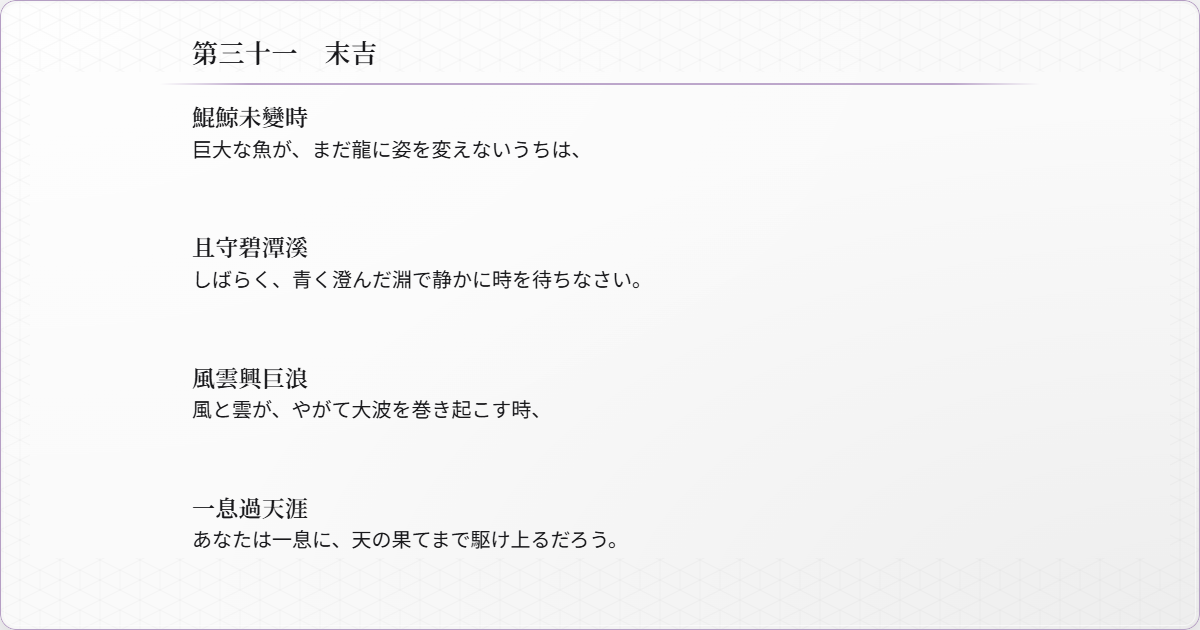 第三十一　末吉
鯤鯨未變時
巨大な魚が、まだ龍に姿を変えないうちは、
且守碧潭溪
しばらく、青く澄んだ淵で静かに時を待ちなさい。
風雲興巨浪
風と雲が、やがて大波を巻き起こす時、
一息過天涯
あなたは一息に、天の果てまで駆け上るだろう。